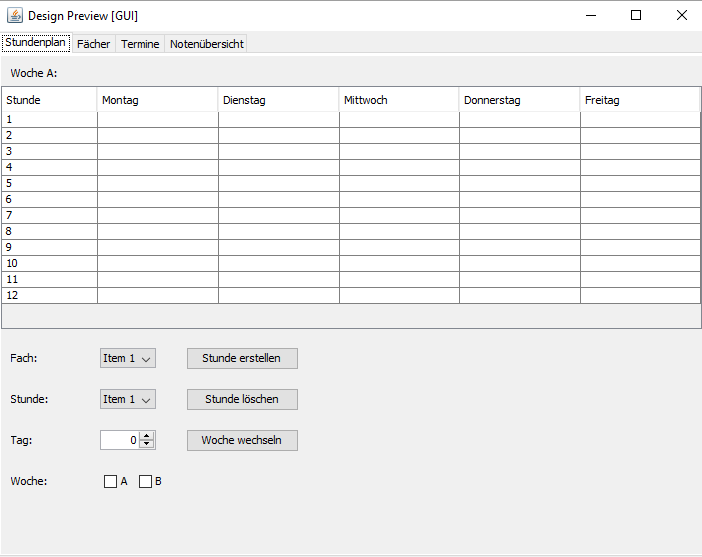 Design Preview [GUI]
Stundenplan Fächer Termine Notenübersicht
Woche A:
Stunde Montag Dienstag Mittwoch Donnerstag Freitag
1
2
3
4
5
6
7
8
9
10
11
12
Fach: Item 1 Stunde erstellen
Stunde: Item 1 Stunde löschen
Tag: 0 Woche wechseln
Woche: A B